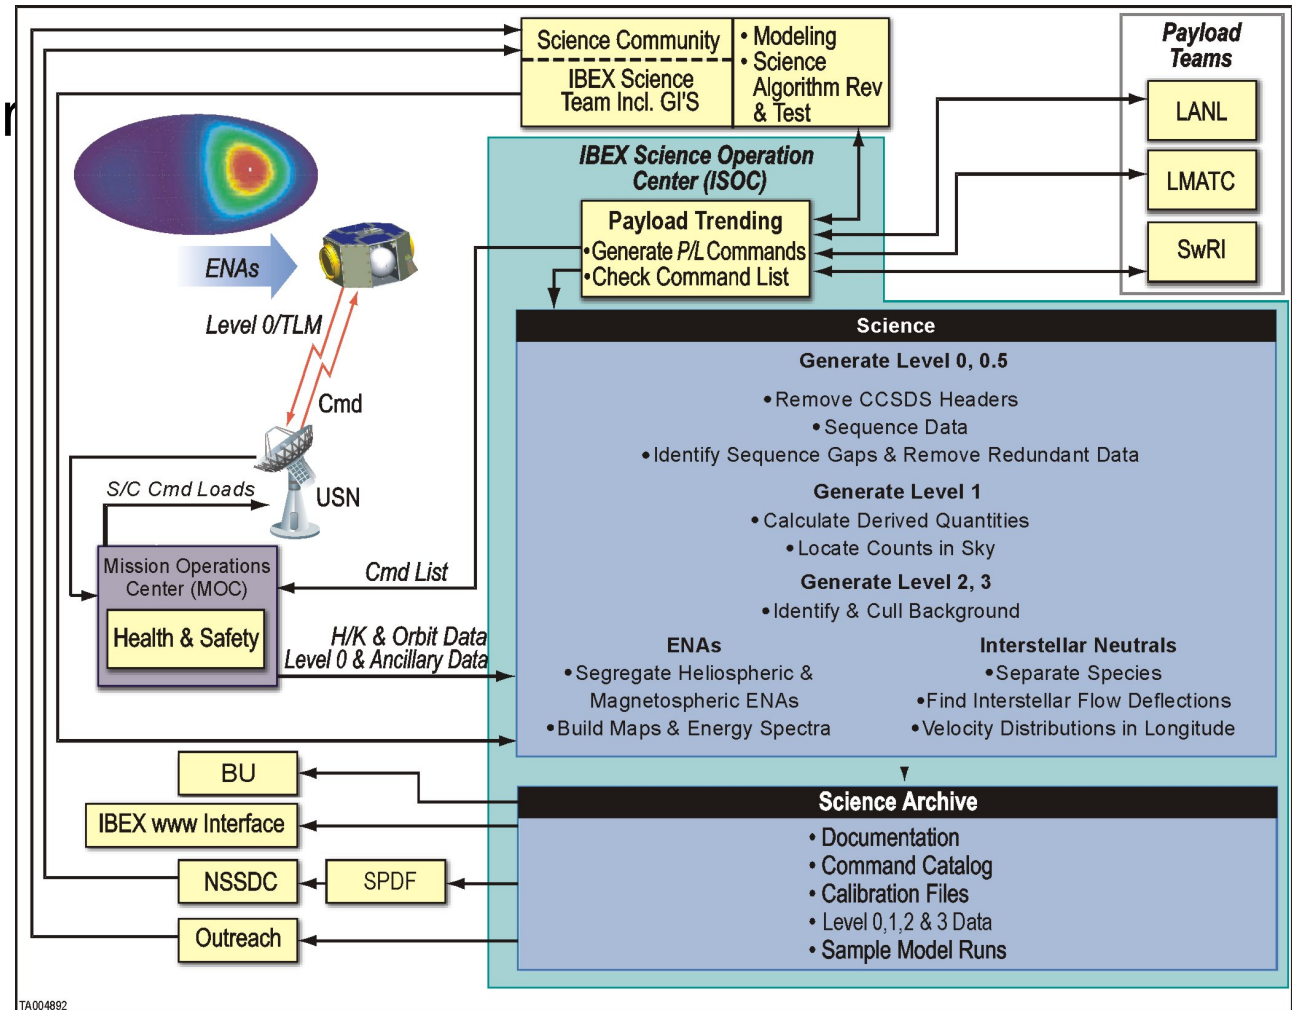 Science Community
IBEX Science
Team Incl. GI'S
• Modeling
• Science
Algorithm Rev
& Test
Payload
Teams
LANL
LMATC
SwRI
IBEX Science Operation
Center (ISOC)
Payload Trending
• Generate P/L Commands
• Check Command List
ENAs
Level 0/TLM
Cmd
USN
S/C Cmd Loads
Mission Operations
Center (MOC)
Health & Safety
Cmd List
H/K & Orbit Data
Level 0 & Ancillary Data
Science
Generate Level 0, 0.5
• Remove CCSDS Headers
• Sequence Data
• Identify Sequence Gaps & Remove Redundant Data
Generate Level 1
• Calculate Derived Quantities
• Locate Counts in Sky
Generate Level 2, 3
• Identify & Cull Background
ENAs
• Segregate Heliospheric &
Magnetospheric ENAs
• Build Maps & Energy Spectra
Interstellar Neutrals
• Separate Species
• Find Interstellar Flow Deflections
• Velocity Distributions in Longitude
BU
IBEX www Interface
NSSDC
SPDF
Outreach
Science Archive
• Documentation
• Command Catalog
• Calibration Files
• Level 0,1,2 & 3 Data
• Sample Model Runs
TA004892